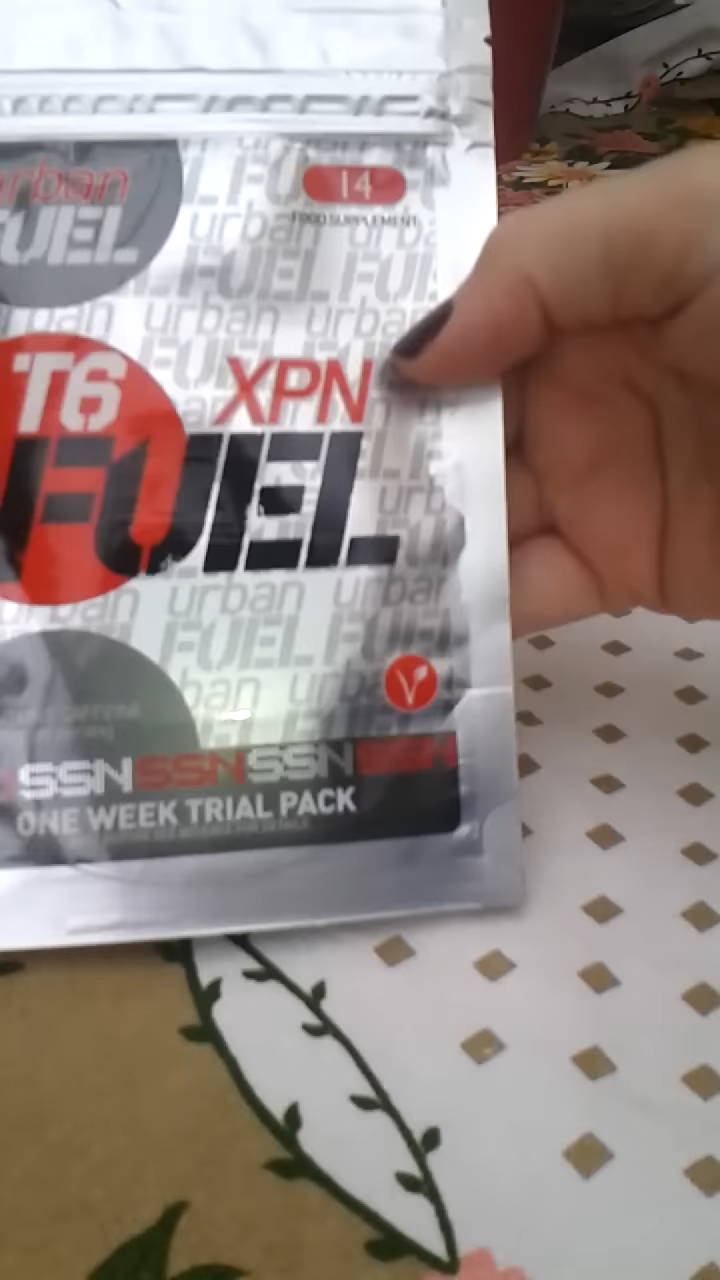 urban
FUEL
14
FOOD SUPPLEMENT
T6 XPN
FUEL
SSN SSN SSN SSN
ONE WEEK TRIAL PACK